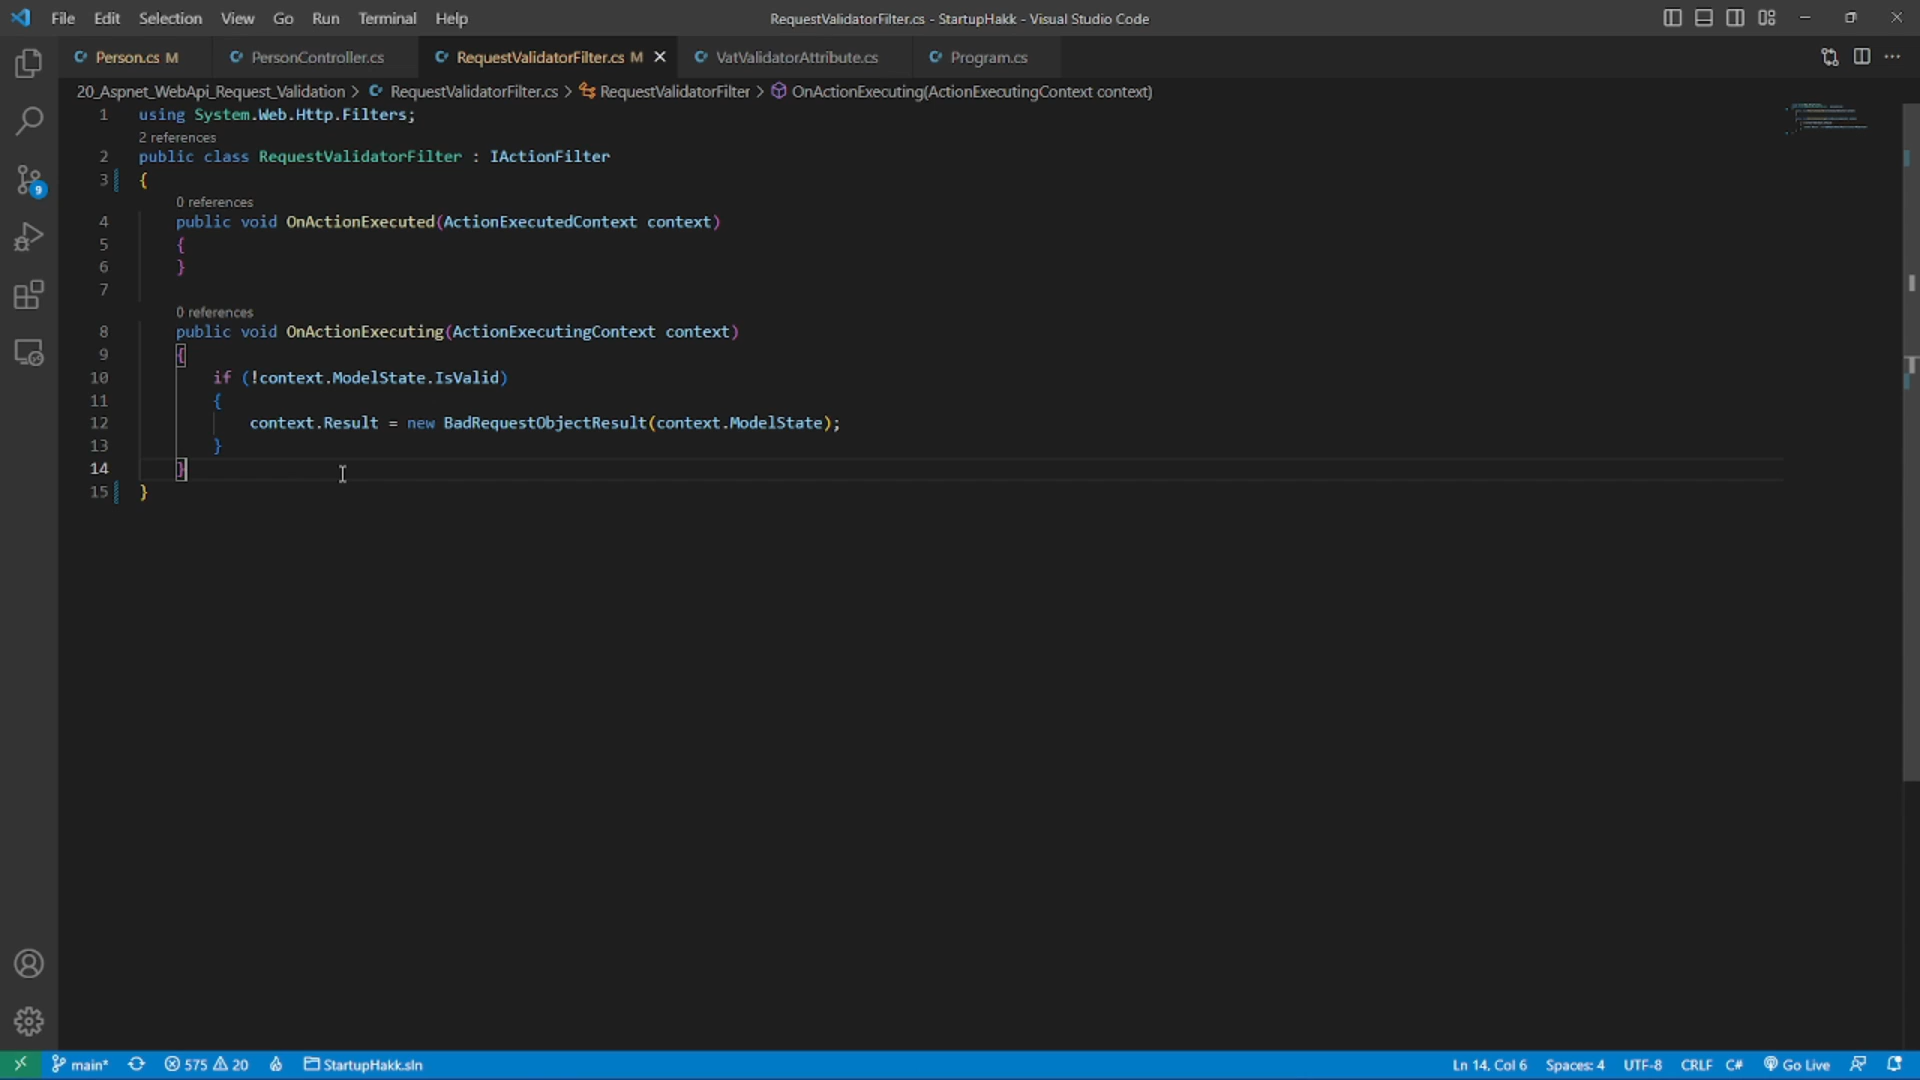 File Edit Selection View Go Run Terminal Help RequestValidatorFilter.cs - StartupHakk - Visual Studio Code
Person.cs M PersonController.cs RequestValidatorFilter.cs M VatValidatorAttribute.cs Program.cs
20_Aspnet_WebApi_Request_Validation > RequestValidatorFilter.cs > RequestValidatorFilter > OnActionExecuting(ActionExecutingContext context)
1 using System.Web.Http.Filters;
2 references
2 public class RequestValidatorFilter : IActionFilter
3 {
0 references
4 public void OnActionExecuted(ActionExecutedContext context)
5 {
6 }
7
0 references
8 public void OnActionExecuting(ActionExecutingContext context)
9 {
10 if (!context.ModelState.IsValid)
11 {
12 context.Result = new BadRequestObjectResult(context.ModelState);
13 }
14 }
15 }
9
main* 575 20 StartupHakk.sln Ln 14, Col 6 Spaces: 4 UTF-8 CRLF C# Go Live